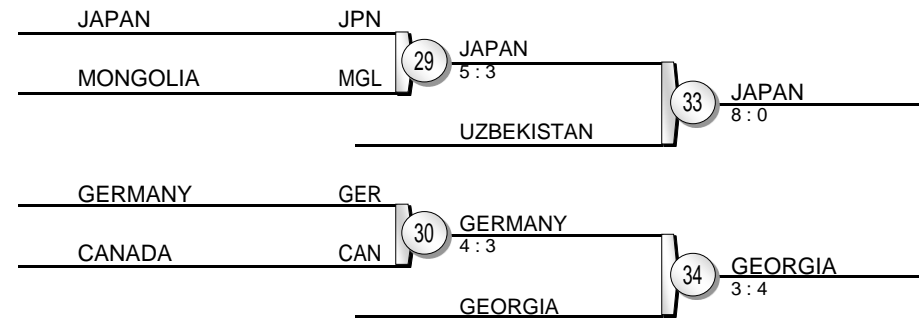 JAPAN JPN
29
JAPAN
5 : 3
MONGOLIA MGL
33
JAPAN
8 : 0
UZBEKISTAN
GERMANY GER
30
GERMANY
4 : 3
CANADA CAN
34
GEORGIA
3 : 4
GEORGIA